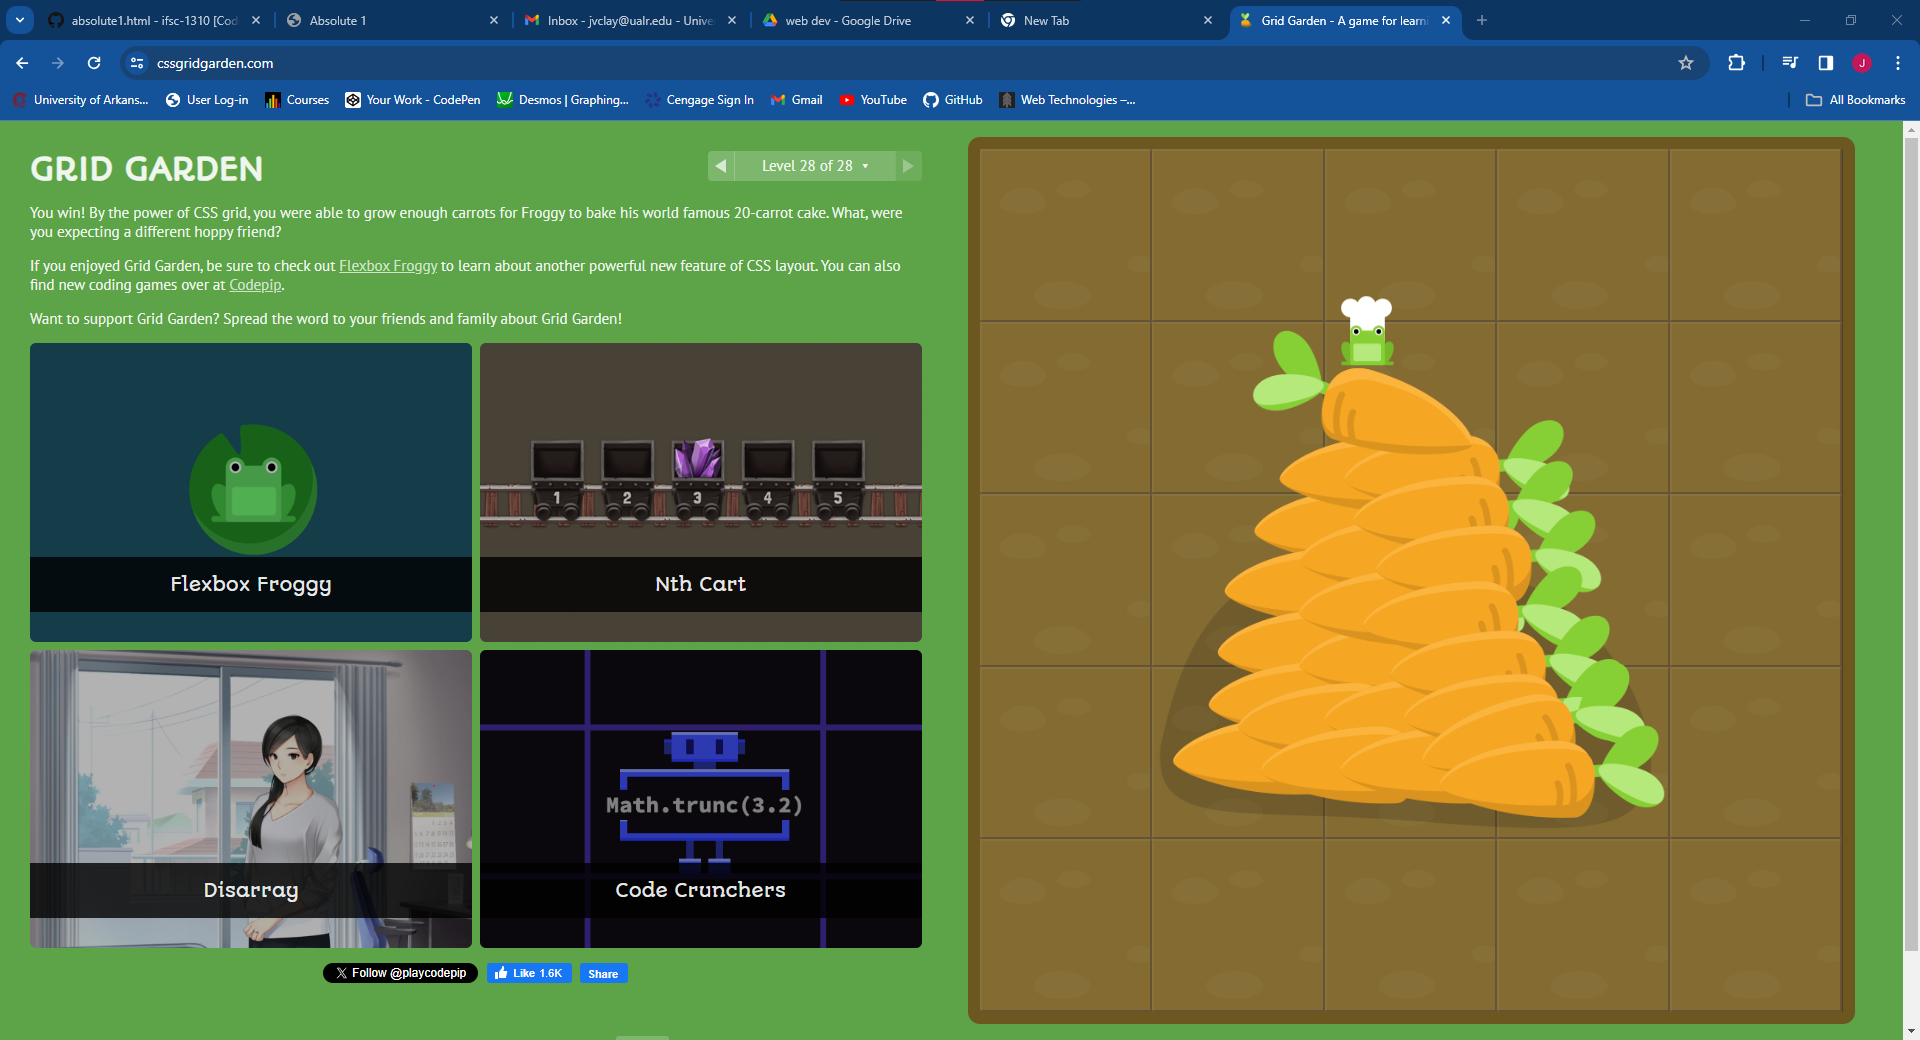 absolute1.html - ifsc-1310 [Cod
Absolute 1
Inbox - jvclay@ualr.edu - Unive
web dev - Google Drive
New Tab
Grid Garden - A game for learni
cssgridgarden.com
J
University of Arkans...
User Log-in
Courses
Your Work - CodePen
Desmos | Graphing...
Cengage Sign In
Gmail
YouTube
GitHub
Web Technologies –...
All Bookmarks
GRID GARDEN
Level 28 of 28
You win! By the power of CSS grid, you were able to grow enough carrots for Froggy to bake his world famous 20-carrot cake. What, were
you expecting a different hoppy friend?
If you enjoyed Grid Garden, be sure to check out Flexbox Froggy to learn about another powerful new feature of CSS layout. You can also
find new coding games over at Codepip.
Want to support Grid Garden? Spread the word to your friends and family about Grid Garden!
Flexbox Froggy
1 2 3 4 5
Nth Cart
Disarray
Math.trunc(3.2)
Code Crunchers
Follow @playcodepip
Like 1.6K
Share